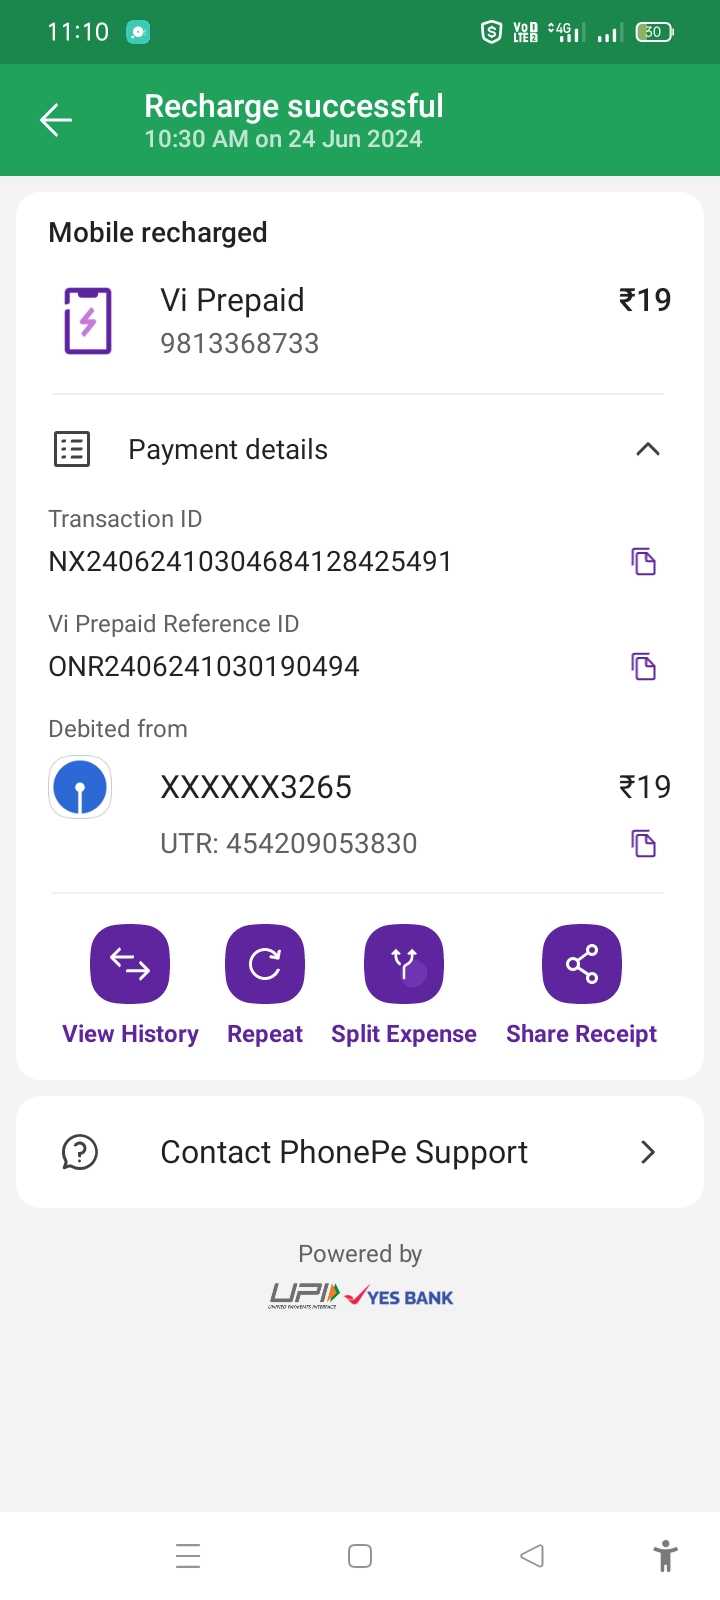 11:10
Vo 1
LTE 2
4G
30
Recharge successful
10:30 AM on 24 Jun 2024
Mobile recharged
Vi Prepaid ₹19
9813368733
Payment details
Transaction ID
NX24062410304684128425491
Vi Prepaid Reference ID
ONR2406241030190494
Debited from
XXXXXX3265 ₹19
UTR: 454209053830
View History Repeat Split Expense Share Receipt
Contact PhonePe Support
Powered by
UPI YES BANK
UNIFIED PAYMENTS INTERFACE